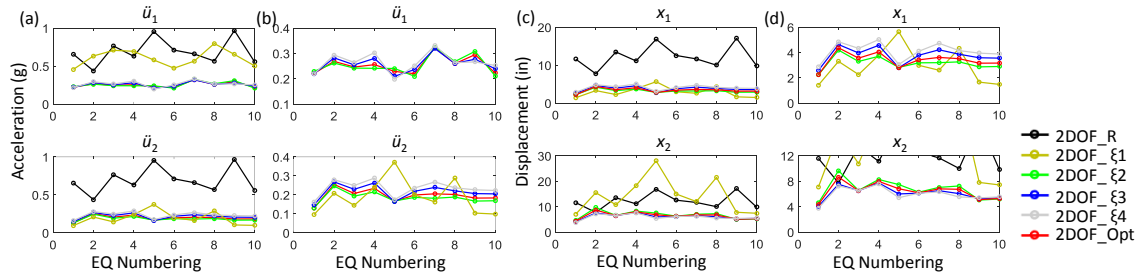 (a)
ü1
(b)
ü1
(c)
x1
(d)
x1
Acceleration (g)
1
0.5
0
0 2 4 6 8 10
0.4
0.3
0.2
0.1
0 2 4 6 8 10
Displacement (in)
20
10
0
0 2 4 6 8 10
6
4
2
0
0 2 4 6 8 10
ü2
ü2
x2
x2
1
0.5
0
0 2 4 6 8 10
0.4
0.3
0.2
0.1
0
0 2 4 6 8 10
30
20
10
0
0 2 4 6 8 10
12
8
4
0
0 2 4 6 8 10
EQ Numbering
EQ Numbering
EQ Numbering
EQ Numbering
2DOF_R
2DOF_ξ1
2DOF_ξ2
2DOF_ξ3
2DOF_ξ4
2DOF_Opt